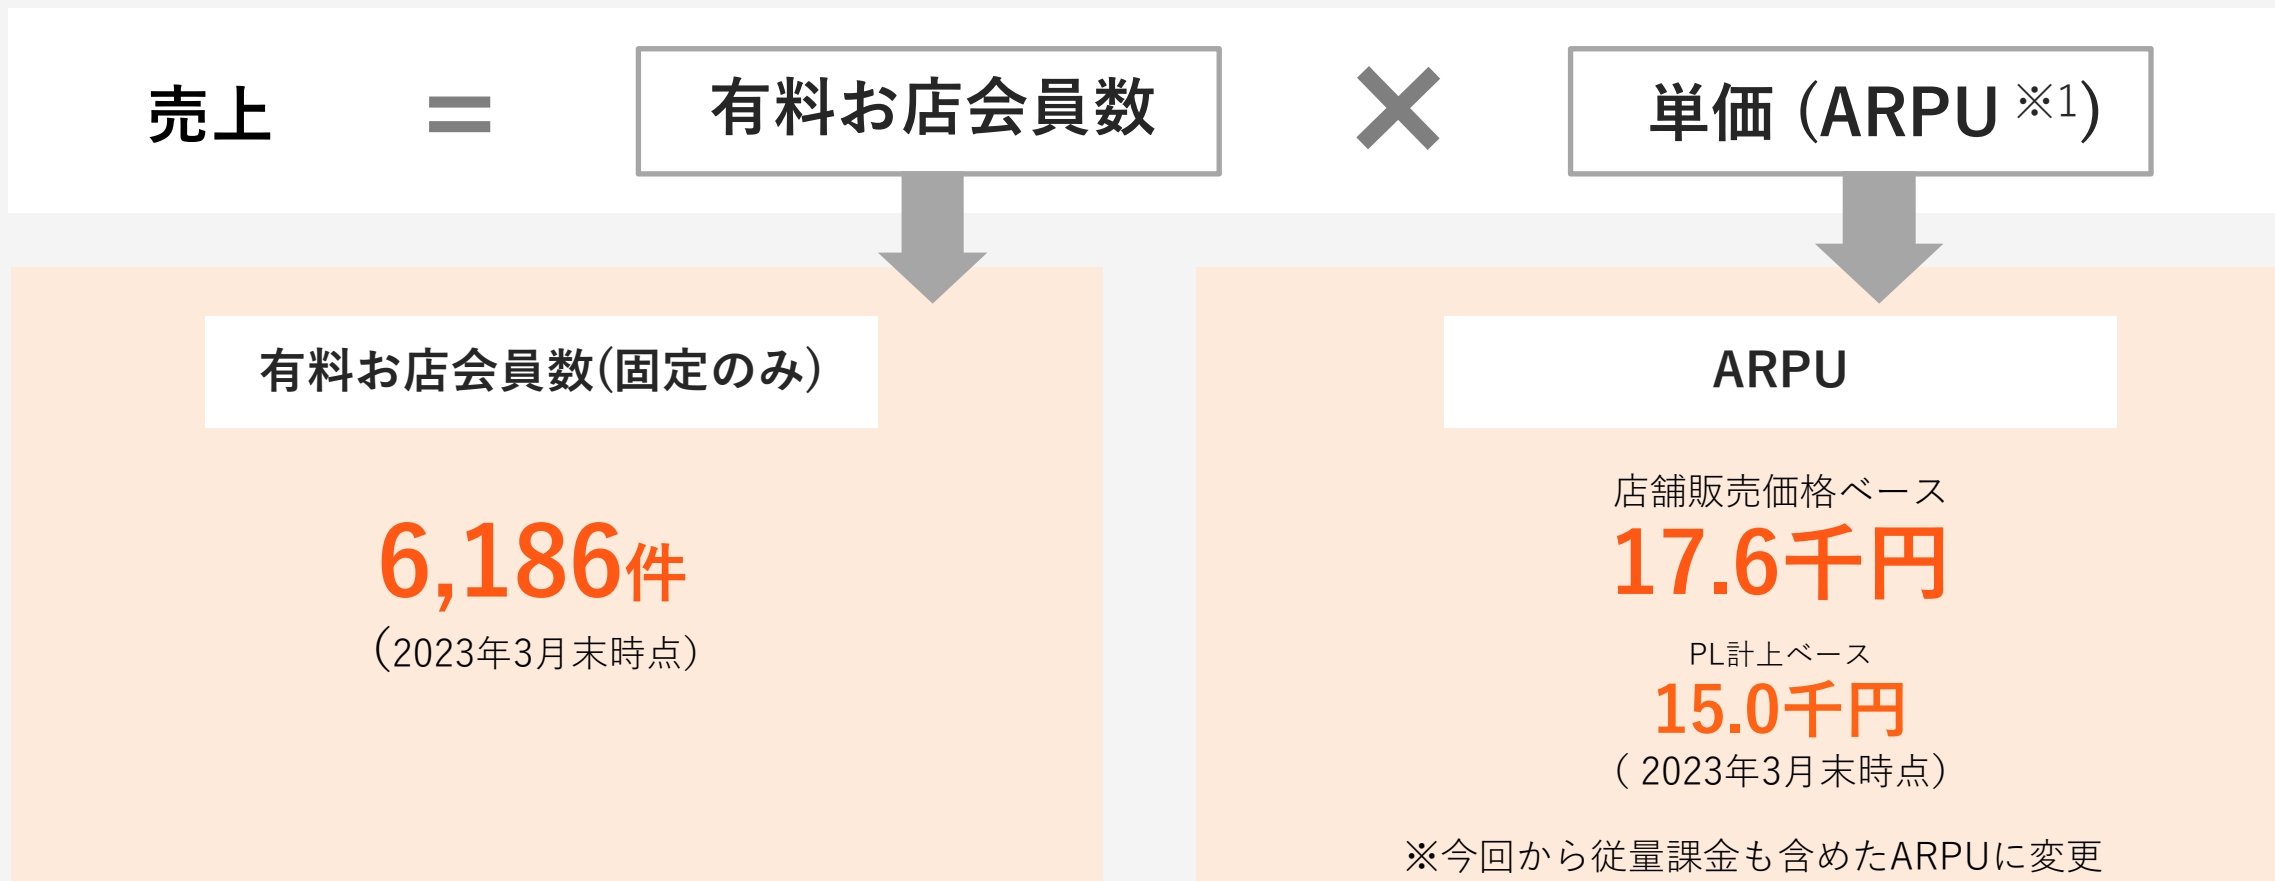 売上 = 有料お店会員数 × 単価 (ARPU ※1)
有料お店会員数(固定のみ)
6,186件
(2023年3月末時点)
ARPU
店舗販売価格ベース
17.6千円
PL計上ベース
15.0千円
( 2023年3月末時点)
※今回から従量課金も含めたARPUに変更